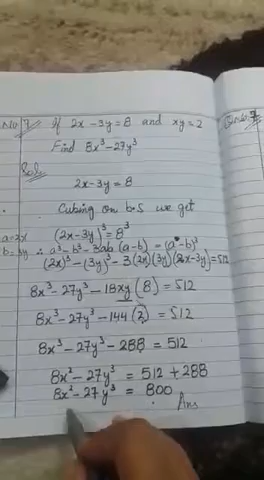 If 2x - 3y = 8 and xy = 2
Find 8x³ - 27y³
Sol:
2x - 3y = 8
Cubing on b.s we get
(2x - 3y)³ = 8³
a = 2x
b = 3y ∴ a³ - b³ - 3ab (a - b) = (a - b)³
(2x)³ - (3y)³ - 3(2x)(3y)(2x - 3y) = 512
8x³ - 27y³ - 18xy (8) = 512
8x³ - 27y³ - 144 (2) = 512
8x³ - 27y³ - 288 = 512
8x³ - 27y³ = 512 + 288
8x³ - 27y³ = 800
Ans